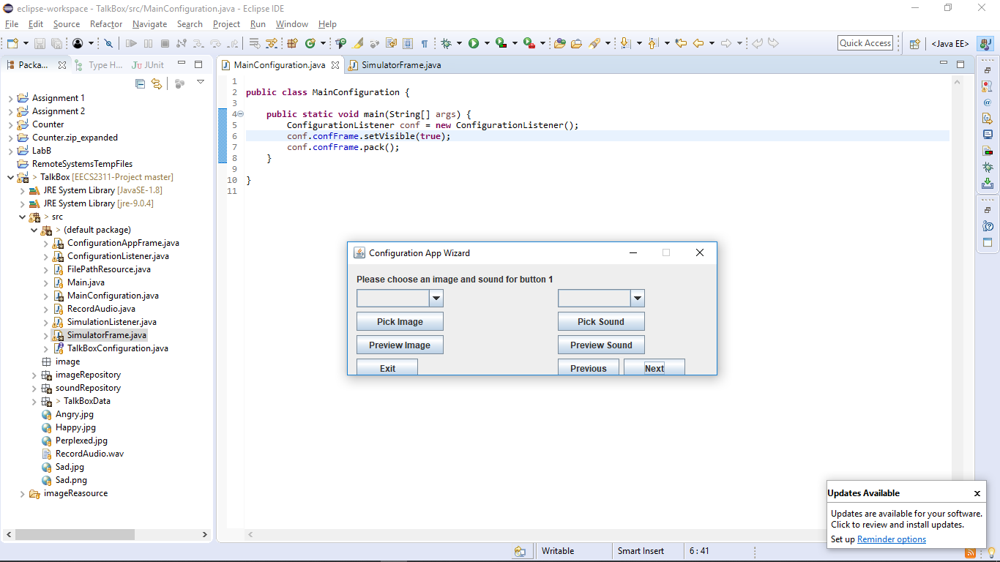 eclipse-workspace - TalkBox/src/MainConfiguration.java - Eclipse IDE
File Edit Source Refactor Navigate Search Project Run Window Help
Quick Access
<Java EE>
Packa... Type H... JUnit
MainConfiguration.java SimulatorFrame.java
Assignment 1
Assignment 2
Counter
Counter.zip_expanded
LabB
RemoteSystemsTempFiles
> TalkBox [EECS2311-Project master]
JRE System Library [JavaSE-1.8]
JRE System Library [jre-9.0.4]
> src
> (default package)
ConfigurationAppFrame.java
ConfigurationListener.java
FilePathResource.java
Main.java
MainConfiguration.java
RecordAudio.java
SimulationListener.java
SimulatorFrame.java
TalkBoxConfiguration.java
image
imageRepository
soundRepository
> TalkBoxData
Angry.jpg
Happy.jpg
Perplexed.jpg
RecordAudio.wav
Sad.jpg
Sad.png
imageReasource
1
2 public class MainConfiguration {
3
4 public static void main(String[] args) {
5 ConfigurationListener conf = new ConfigurationListener();
6 conf.confFrame.setVisible(true);
7 conf.confFrame.pack();
8 }
9
10 }
11
Configuration App Wizard
Please choose an image and sound for button 1
Pick Image Pick Sound
Preview Image Preview Sound
Exit Previous Next
Updates Available x
Updates are available for your software.
Click to review and install updates.
Set up Reminder options
Writable Smart Insert 6 : 41